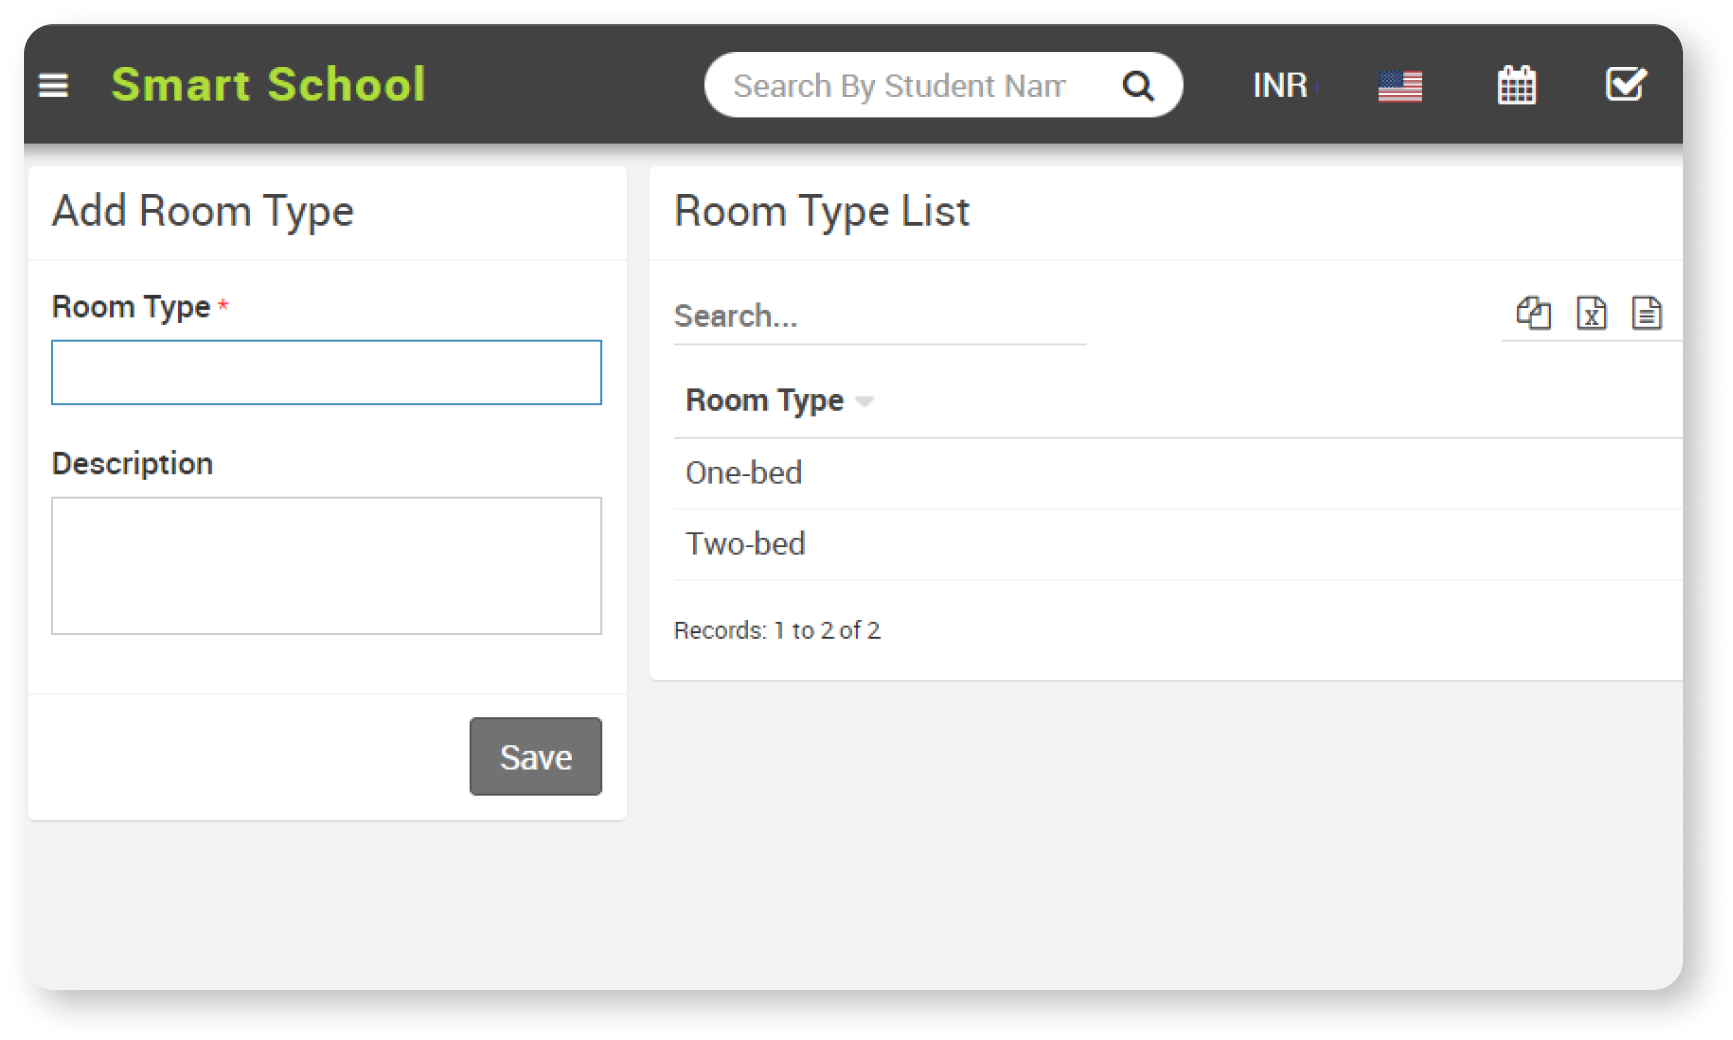 Smart School
Search By Student Nam
INR
Add Room Type
Room Type *
Description
Save
Room Type List
Search...
Room Type
One-bed
Two-bed
Records: 1 to 2 of 2